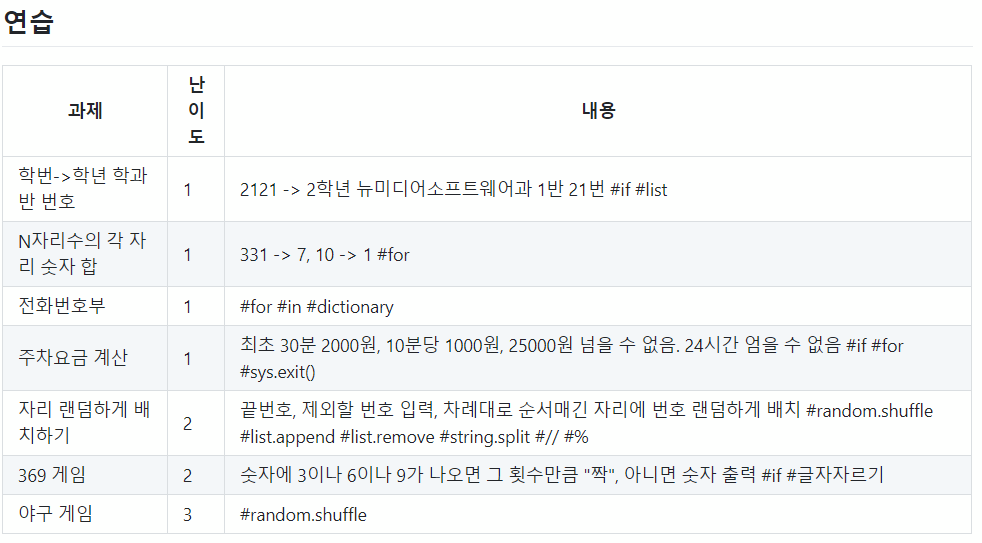 연습
과제
난
이
도
내용
학번->학년 학과
반 번호
1
2121 -> 2학년 뉴미디어소프트웨어과 1반 21번 #if #list
N자리수의 각 자
리 숫자 합
1
331 -> 7, 10 -> 1 #for
전화번호부
1
#for #in #dictionary
주차요금 계산
1
최초 30분 2000원, 10분당 1000원, 25000원 넘을 수 없음. 24시간 엄을 수 없음 #if #for
#sys.exit()
자리 랜덤하게 배
치하기
2
끝번호, 제외할 번호 입력, 차례대로 순서매긴 자리에 번호 랜덤하게 배치 #random.shuffle
#list.append #list.remove #string.split #// #%
369 게임
2
숫자에 3이나 6이나 9가 나오면 그 횟수만큼 "짝", 아니면 숫자 출력 #if #글자자르기
야구 게임
3
#random.shuffle